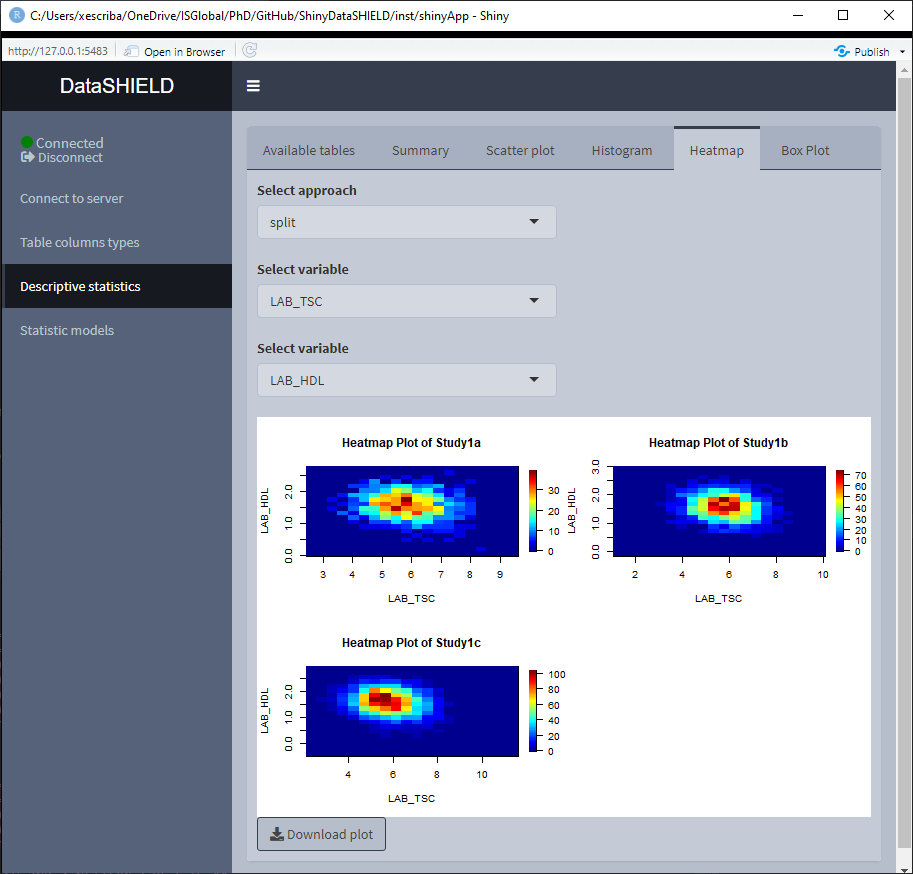 C:/Users/xescriba/OneDrive/ISGlobal/PhD/GitHub/ShinyDataSHIELD/inst/shinyApp - Shiny
http://127.0.0.1:5483 Open in Browser Publish
DataSHIELD
Connected
Disconnect
Connect to server
Table columns types
Descriptive statistics
Statistic models
Available tables Summary Scatter plot Histogram Heatmap Box Plot
Select approach
split
Select variable
LAB_TSC
Select variable
LAB_HDL
Heatmap Plot of Study1a
LAB_HDL
0.0 1.0 2.0
3 4 5 6 7 8 9
LAB_TSC
0 10 20 30
Heatmap Plot of Study1b
LAB_HDL
0.0 1.0 2.0 3.0
2 4 6 8 10
LAB_TSC
0 10 20 30 40 50 60 70
Heatmap Plot of Study1c
LAB_HDL
0.0 1.0 2.0
4 6 8 10
LAB_TSC
0 20 40 60 80 100
Download plot